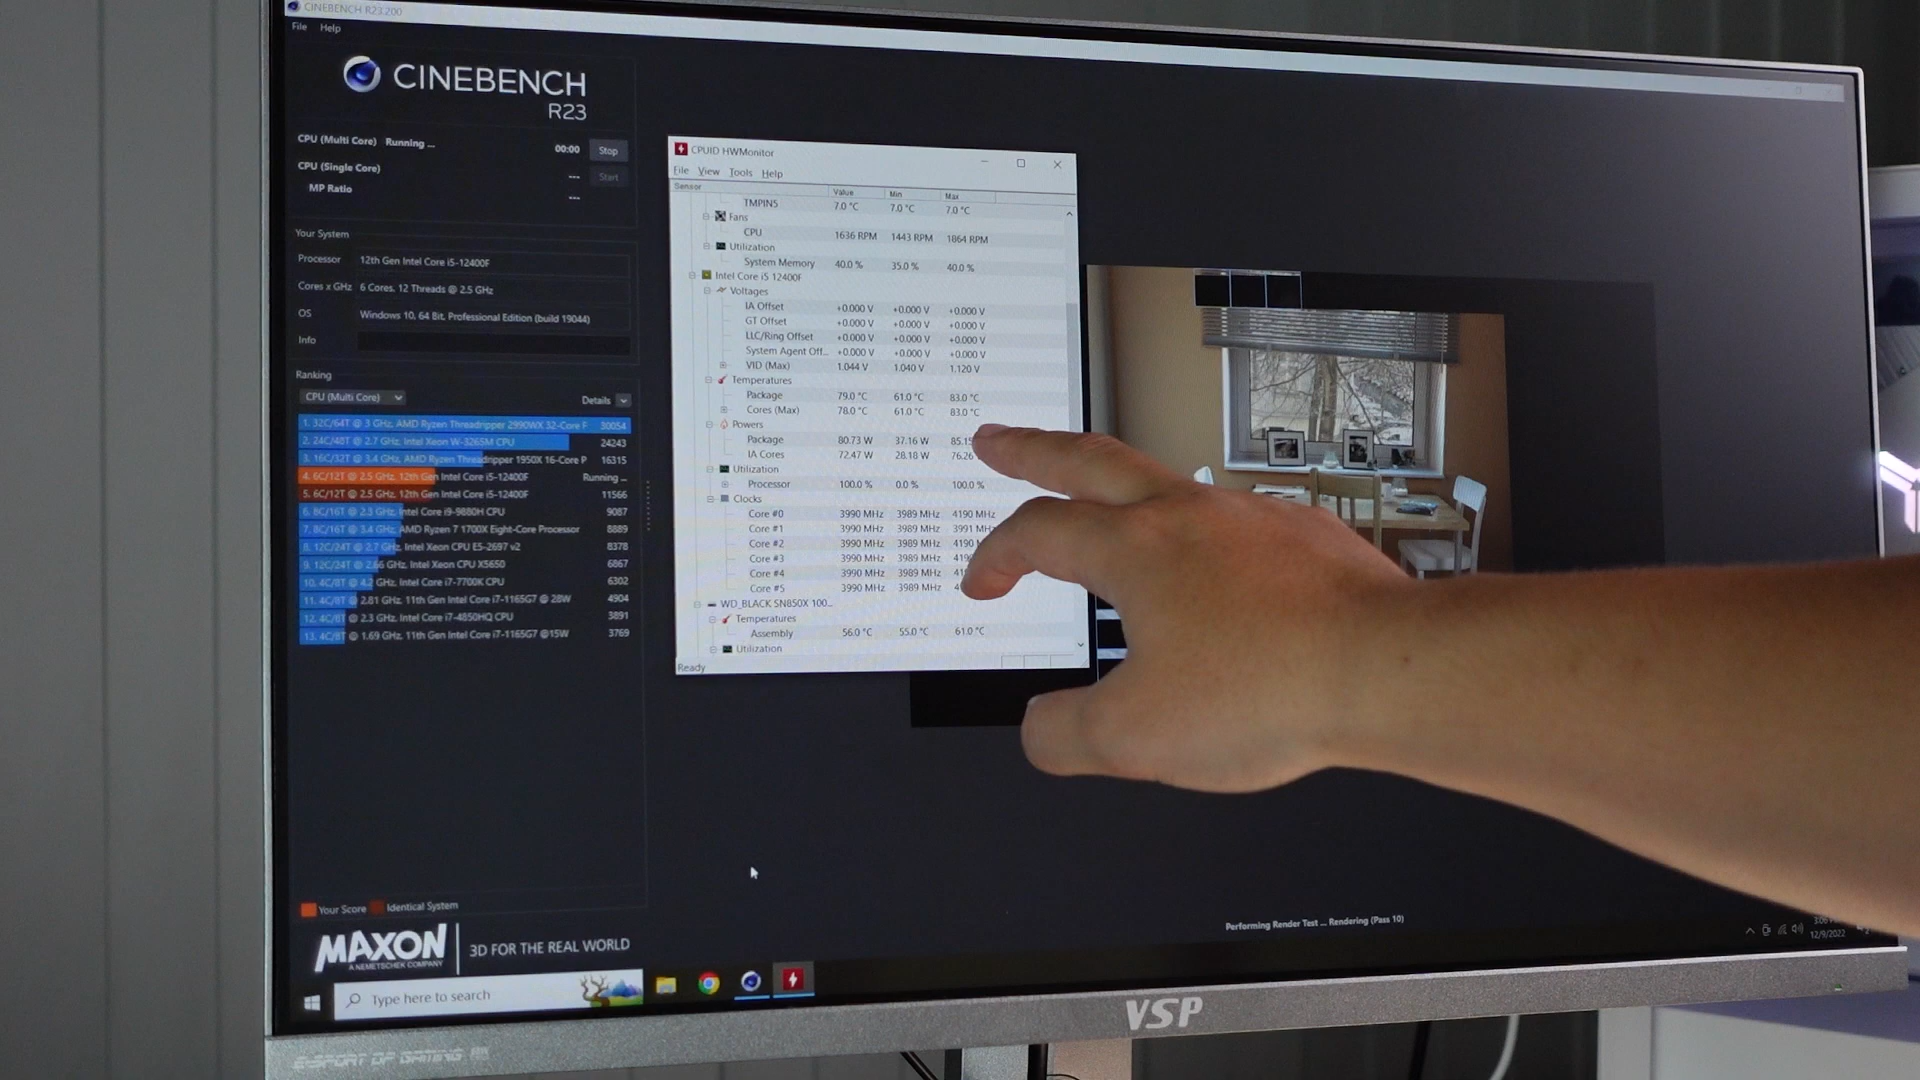 CINEBENCH R23.200
File Help
CINEBENCH
R23
CPU (Multi Core) Running ... 00:00 Stop
CPU (Single Core) --- Start
MP Ratio ---
Your System
Processor 12th Gen Intel Core i5-12400F
Cores x GHz 6 Cores, 12 Threads @ 2.5 GHz
OS Windows 10, 64 Bit, Professional Edition (build 19044)
Info
Ranking
CPU (Multi Core) Details
1. 32C/64T @ 3 GHz, AMD Ryzen Threadripper 2990WX 32-Core P 30054
2. 24C/48T @ 2.7 GHz, Intel Xeon W-3265M CPU 24243
3. 16C/32T @ 3.4 GHz, AMD Ryzen Threadripper 1950X 16-Core P 16315
4. 6C/12T @ 2.5 GHz, 12th Gen Intel Core i5-12400F Running ...
5. 6C/12T @ 2.5 GHz, 12th Gen Intel Core i5-12400F 11566
6. 8C/16T @ 2.3 GHz, Intel Core i9-9880H CPU 9087
7. 8C/16T @ 3.4 GHz, AMD Ryzen 7 1700X Eight-Core Processor 8889
8. 12C/24T @ 2.7 GHz, Intel Xeon CPU E5-2697 v2 8378
9. 12C/24T @ 2.66 GHz, Intel Xeon CPU X5650 6867
10. 4C/8T @ 4.2 GHz, Intel Core i7-7700K CPU 6302
11. 4C/8T @ 2.81 GHz, 11th Gen Intel Core i7-1165G7 @ 28W 4904
12. 4C/8T @ 2.3 GHz, Intel Core i7-4850HQ CPU 3891
13. 4C/8T @ 1.69 GHz, 11th Gen Intel Core i7-1165G7 @15W 3769
Your Score Identical System
MAXON
A NEMETSCHEK COMPANY
3D FOR THE REAL WORLD
CPUID HWMonitor
File View Tools Help
Sensor Value Min Max
TMPIN5 7.0 °C 7.0 °C 7.0 °C
Fans
CPU 1636 RPM 1443 RPM 1864 RPM
Utilization
System Memory 40.0 % 35.0 % 40.0 %
Intel Core i5 12400F
Voltages
IA Offset +0.000 V +0.000 V +0.000 V
GT Offset +0.000 V +0.000 V +0.000 V
LLC/Ring Offset +0.000 V +0.000 V +0.000 V
System Agent Off... +0.000 V +0.000 V +0.000 V
VID (Max) 1.044 V 1.040 V 1.120 V
Temperatures
Package 79.0 °C 61.0 °C 83.0 °C
Cores (Max) 78.0 °C 61.0 °C 83.0 °C
Powers
Package 80.73 W 37.16 W 85.15
IA Cores 72.47 W 28.18 W 76.26
Utilization
Processor 100.0 % 0.0 % 100.0 %
Clocks
Core #0 3990 MHz 3989 MHz 4190 MHz
Core #1 3990 MHz 3989 MHz 3991 MHz
Core #2 3990 MHz 3989 MHz 4190
Core #3 3990 MHz 3989 MHz
Core #4 3990 MHz 3989 MHz
Core #5 3990 MHz 3989 MHz
WD_BLACK SN850X 100...
Temperatures
Assembly 56.0 °C 55.0 °C 61.0 °C
Utilization
Ready
Performing Render Test ... Rendering (Pass 10)
Type here to search
12/9/2022
VSP
E-SPORT OF GAMING